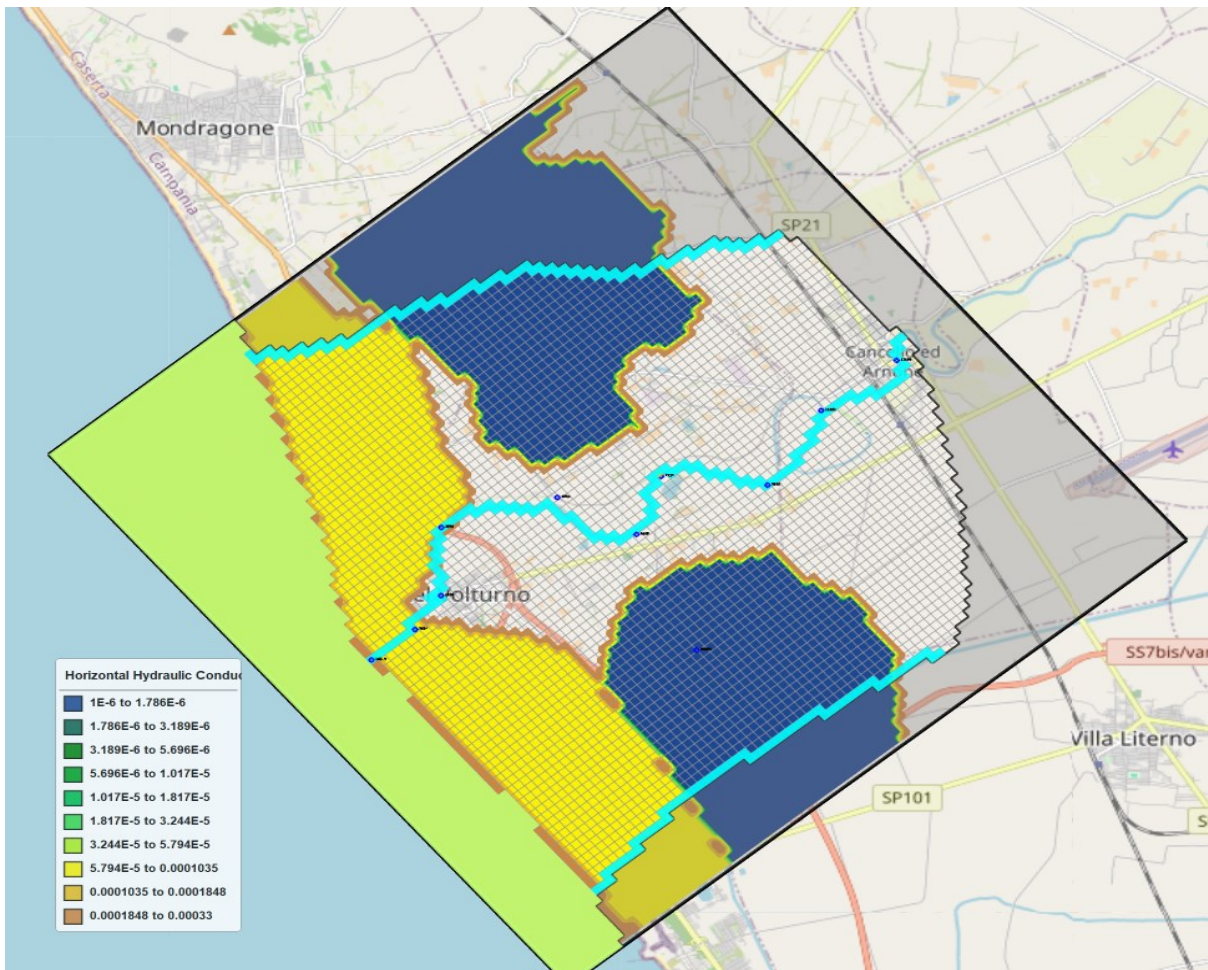 Caserta
Campania
Mondragone
SP21
Cancello ed
Arnone
el Volturno
SS7bis/var
Villa Literno
SP101
S
Horizontal Hydraulic Conduc
1E-6 to 1.786E-6
1.786E-6 to 3.189E-6
3.189E-6 to 5.696E-6
5.696E-6 to 1.017E-5
1.017E-5 to 1.817E-5
1.817E-5 to 3.244E-5
3.244E-5 to 5.794E-5
5.794E-5 to 0.0001035
0.0001035 to 0.0001848
0.0001848 to 0.00033